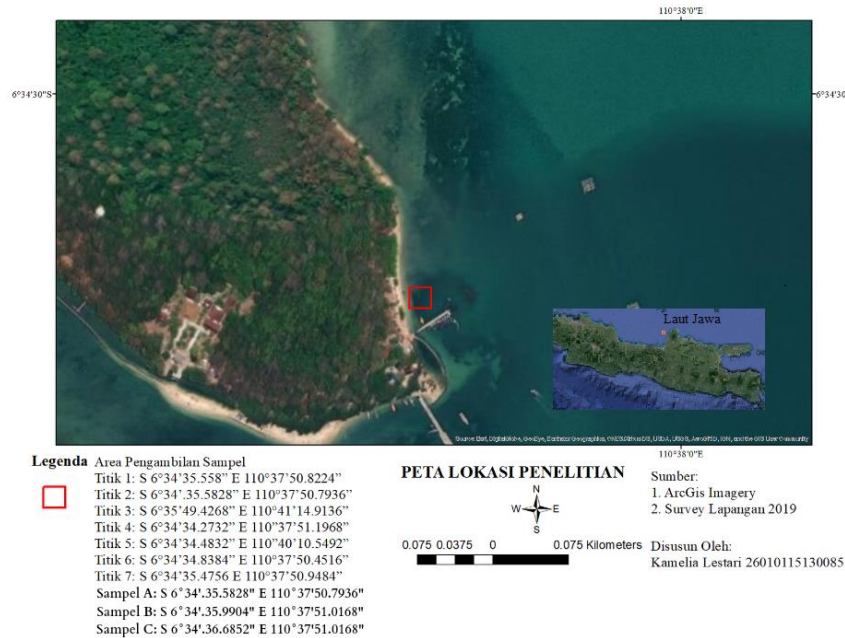 110°38'0"E
6°34'30"S
6°34'30"
Laut Jawa
110°38'0"E
Legenda
Area Pengambilan Sampel
Titik 1: S 6°34'35.558" E 110°37'50.8224"
Titik 2: S 6°34'.35.5828" E 110°37'50.7936"
Titik 3: S 6°35'49.4268" E 110°41'14.9136"
Titik 4: S 6°34'34.2732" E 110°37'51.1968"
Titik 5: S 6°34'34.4832" E 110°40'10.5492"
Titik 6: S 6°34'34.8384" E 110°37'50.4516"
Titik 7: S 6°34'35.4756 E 110°37'50.9484"
Sampel A: S 6°34'.35.5828" E 110°37'50.7936"
Sampel B: S 6°34'.35.9904" E 110°37'51.0168"
Sampel C: S 6°34'.36.6852" E 110°37'51.0168"
PETA LOKASI PENELITIAN
N
W E
S
0.075 0.0375 0 0.075 Kilometers
Sumber:
1. ArcGis Imagery
2. Survey Lapangan 2019
Disusun Oleh:
Kamelia Lestari 26010115130085